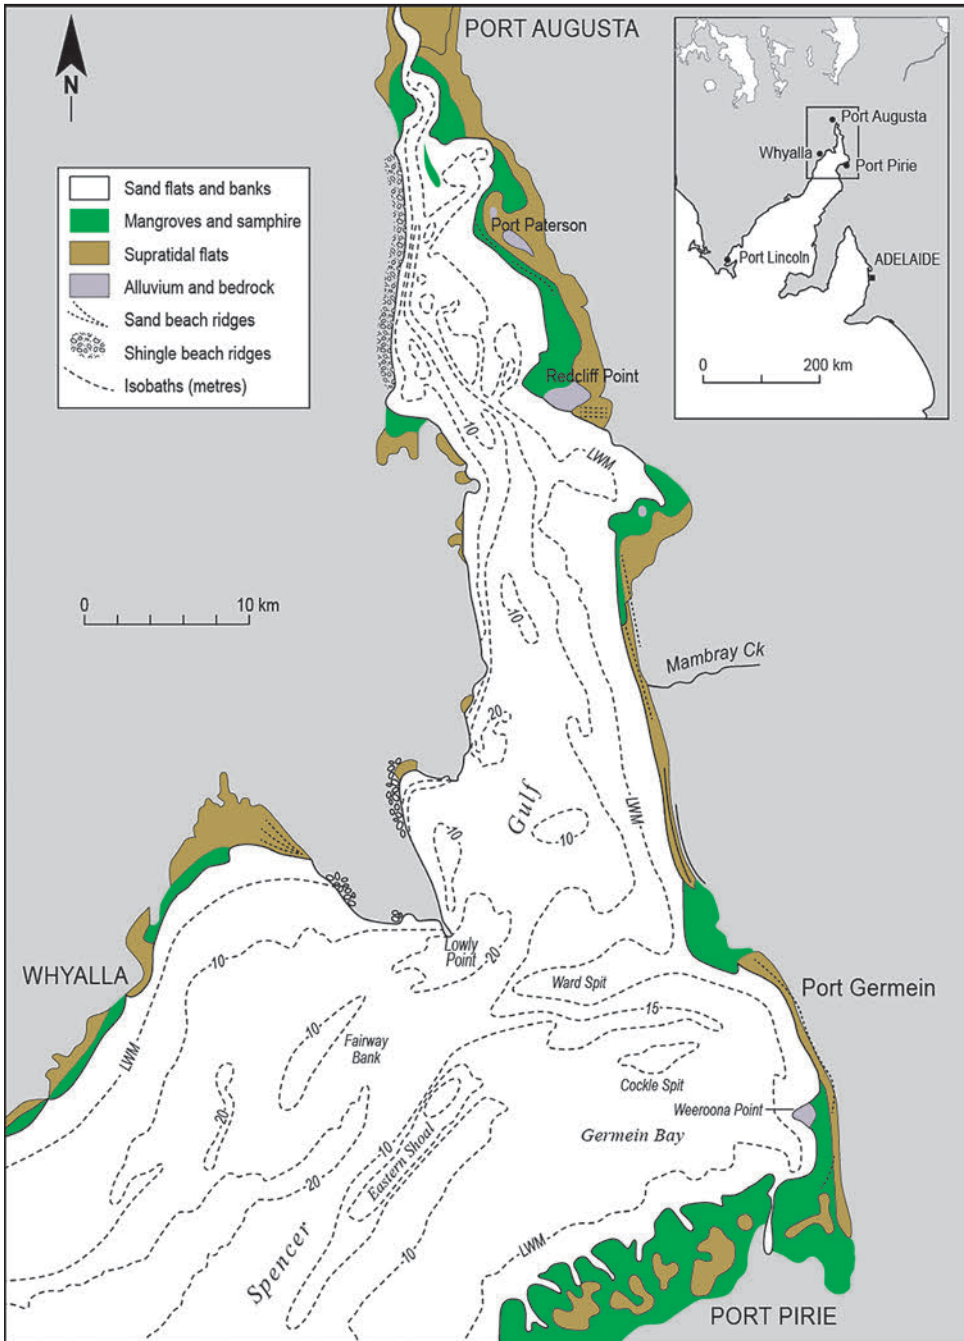 PORT AUGUSTA
N
Sand flats and banks
Mangroves and samphire
Supratidal flats
Alluvium and bedrock
Sand beach ridges
Shingle beach ridges
Isobaths (metres)
Port Augusta
Whyalla
Port Pirie
Port Lincoln
ADELAIDE
0 200 km
Port Paterson
Redcliff Point
10
LWM
0 10 km
10
Mambray Ck
20
Gulf
LWM
10
10
Lowly
Point
20
WHYALLA
10
Ward Spit
Port Germein
15
LWM
10
Fairway
Bank
Cockle Spit
Weeroona Point
20
10
Eastern Shoal
Germein Bay
20
Spencer
10
LWM
PORT PIRIE